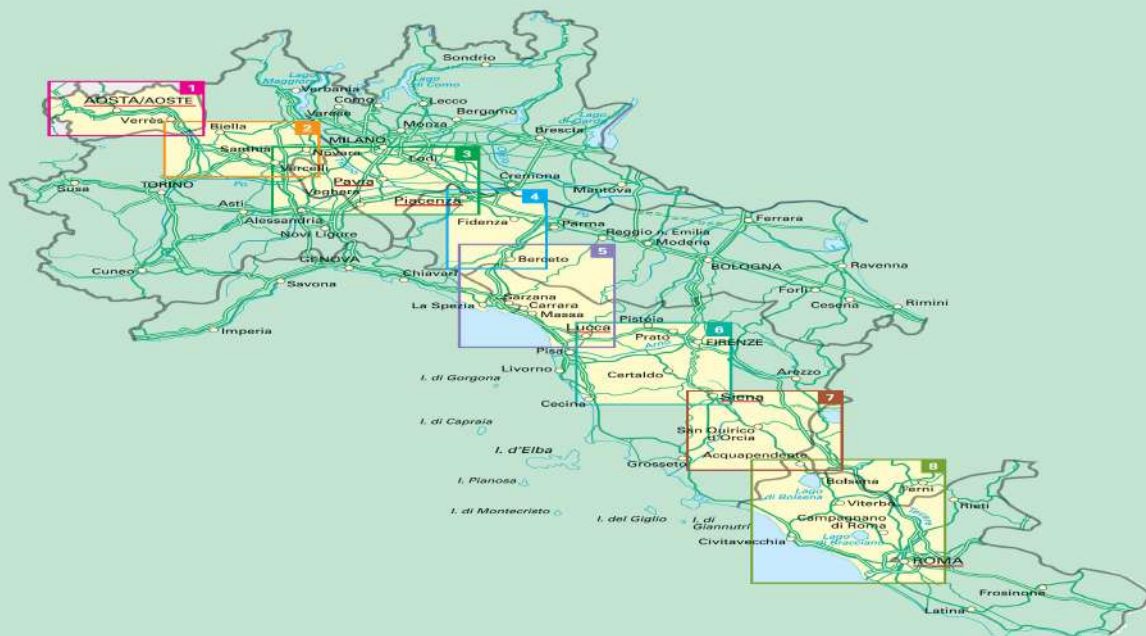 Sondrio
1
Lago
Maggiore
Lago
di Como
Verbania
AOSTA/AOSTE
Como
Lecco
Varese
Bergamo
Verrès
Monza
Lago
di Garda
Biella
2
Brescia
MILANO
Novara
3
Santhià
Lodi
Vercelli
Cremona
Pavia
Susa
TORINO
Po
Mantova
Voghera
Piacenza
4
Asti
Alessandria
Fidenza
Parma
Po
Ferrara
Novi Ligure
Reggio n. Emilia
Modena
5
GENOVA
Berceto
BOLOGNA
Ravenna
Cuneo
Chiavari
Savona
Forlì
Sarzana
La Spezia
Carrara
Cesena
Rimini
Massa
Imperia
Pistoia
Lucca
6
Prato
Arno
FIRENZE
Pisa
Livorno
Certaldo
Arezzo
I. di Gorgona
Cecina
Siena
7
I. di Capraia
San Quirico
d'Orcia
I. d'Elba
Acquapendente
Grosseto
8
I. Pianosa
Bolsena
Lago
di Bolsena
Terni
I. di Montecristo
Viterbo
Rieti
I. del Giglio
I. di
Giannutri
Campagnano
di Roma
Tevere
Civitavecchia
Lago
di Bracciano
ROMA
Frosinone
Latina